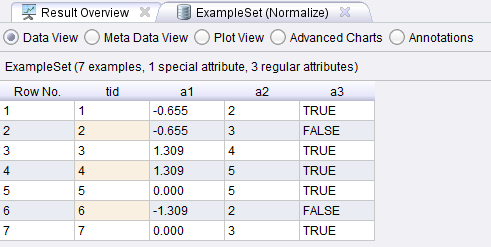 Result Overview ExampleSet (Normalize)
Data View Meta Data View Plot View Advanced Charts Annotations
ExampleSet (7 examples, 1 special attribute, 3 regular attributes)
Row No. tid a1 a2 a3
1 1 -0.655 2 TRUE
2 2 -0.655 3 FALSE
3 3 1.309 4 TRUE
4 4 1.309 5 TRUE
5 5 0.000 5 TRUE
6 6 -1.309 2 FALSE
7 7 0.000 3 TRUE